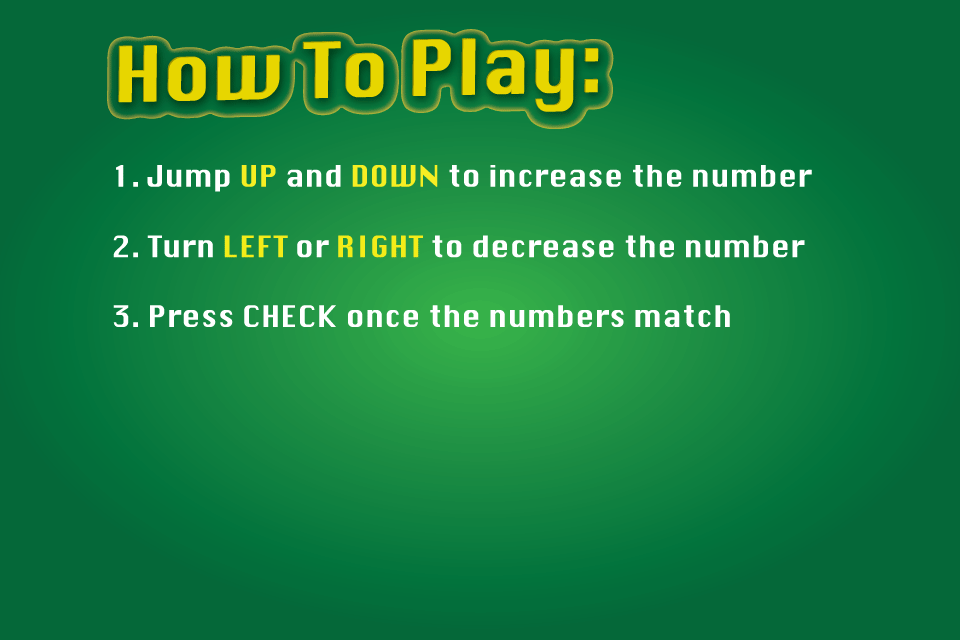 How To Play:
1. Jump UP and DOWN to increase the number
2. Turn LEFT or RIGHT to decrease the number
3. Press CHECK once the numbers match